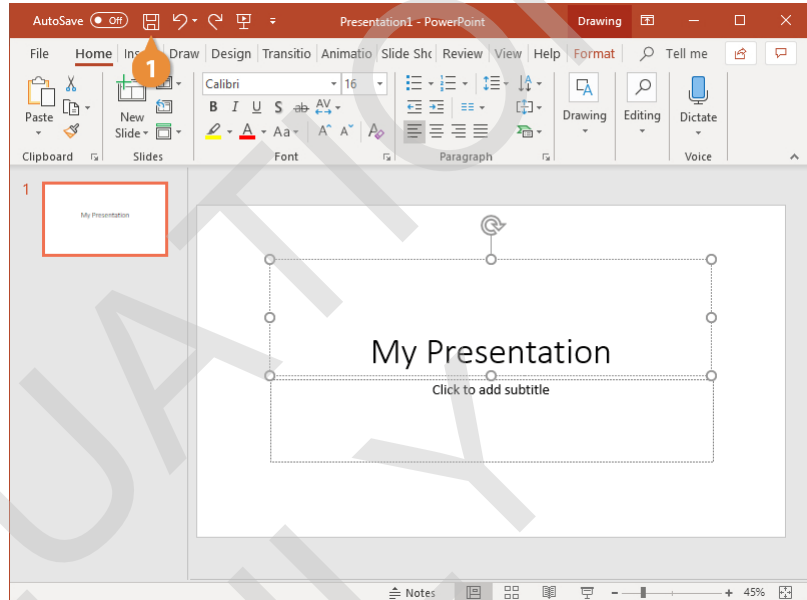 AutoSave Off Presentation1 - PowerPoint Drawing
File Home Draw Design Transitio Animatio Slide Sho Review View Help Format Tell me
1
Calibri 16
B I U S ab AV
A Aa A A A
Paste New Slide Drawing Editing Dictate
Clipboard Slides Font Paragraph Voice
1
My Presentation
My Presentation
Click to add subtitle
Notes 45%